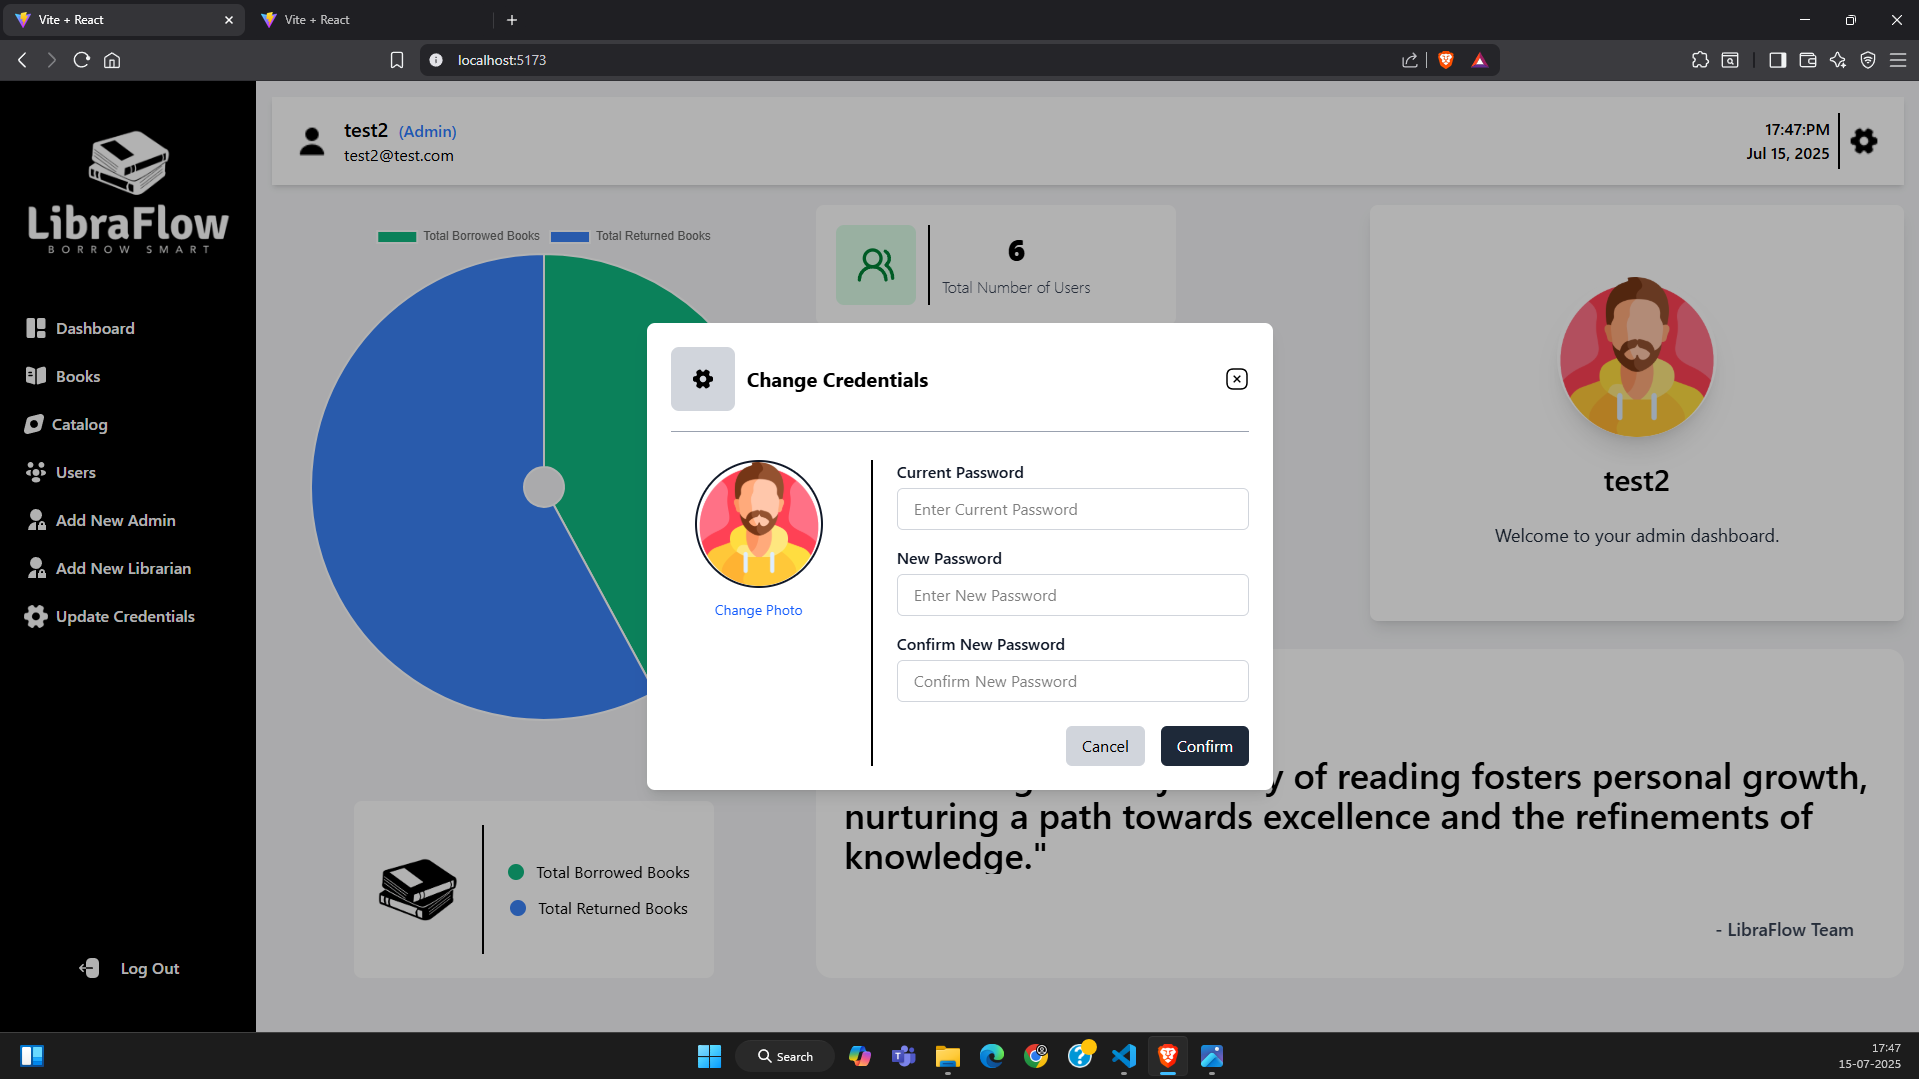 Vite + React
Vite + React
localhost:5173
LibraFlow
BORROW SMART
Dashboard
Books
Catalog
Users
Add New Admin
Add New Librarian
Update Credentials
Log Out
test2 (Admin)
test2@test.com
17:47:PM
Jul 15, 2025
Total Borrowed Books
Total Returned Books
6
Total Number of Users
test2
Welcome to your admin dashboard.
Change Credentials
Change Photo
Current Password
Enter Current Password
New Password
Enter New Password
Confirm New Password
Confirm New Password
Cancel
Confirm
of reading fosters personal growth,
nurturing a path towards excellence and the refinements of
knowledge."
- LibraFlow Team
Total Borrowed Books
Total Returned Books
Search
17:47
15-07-2025